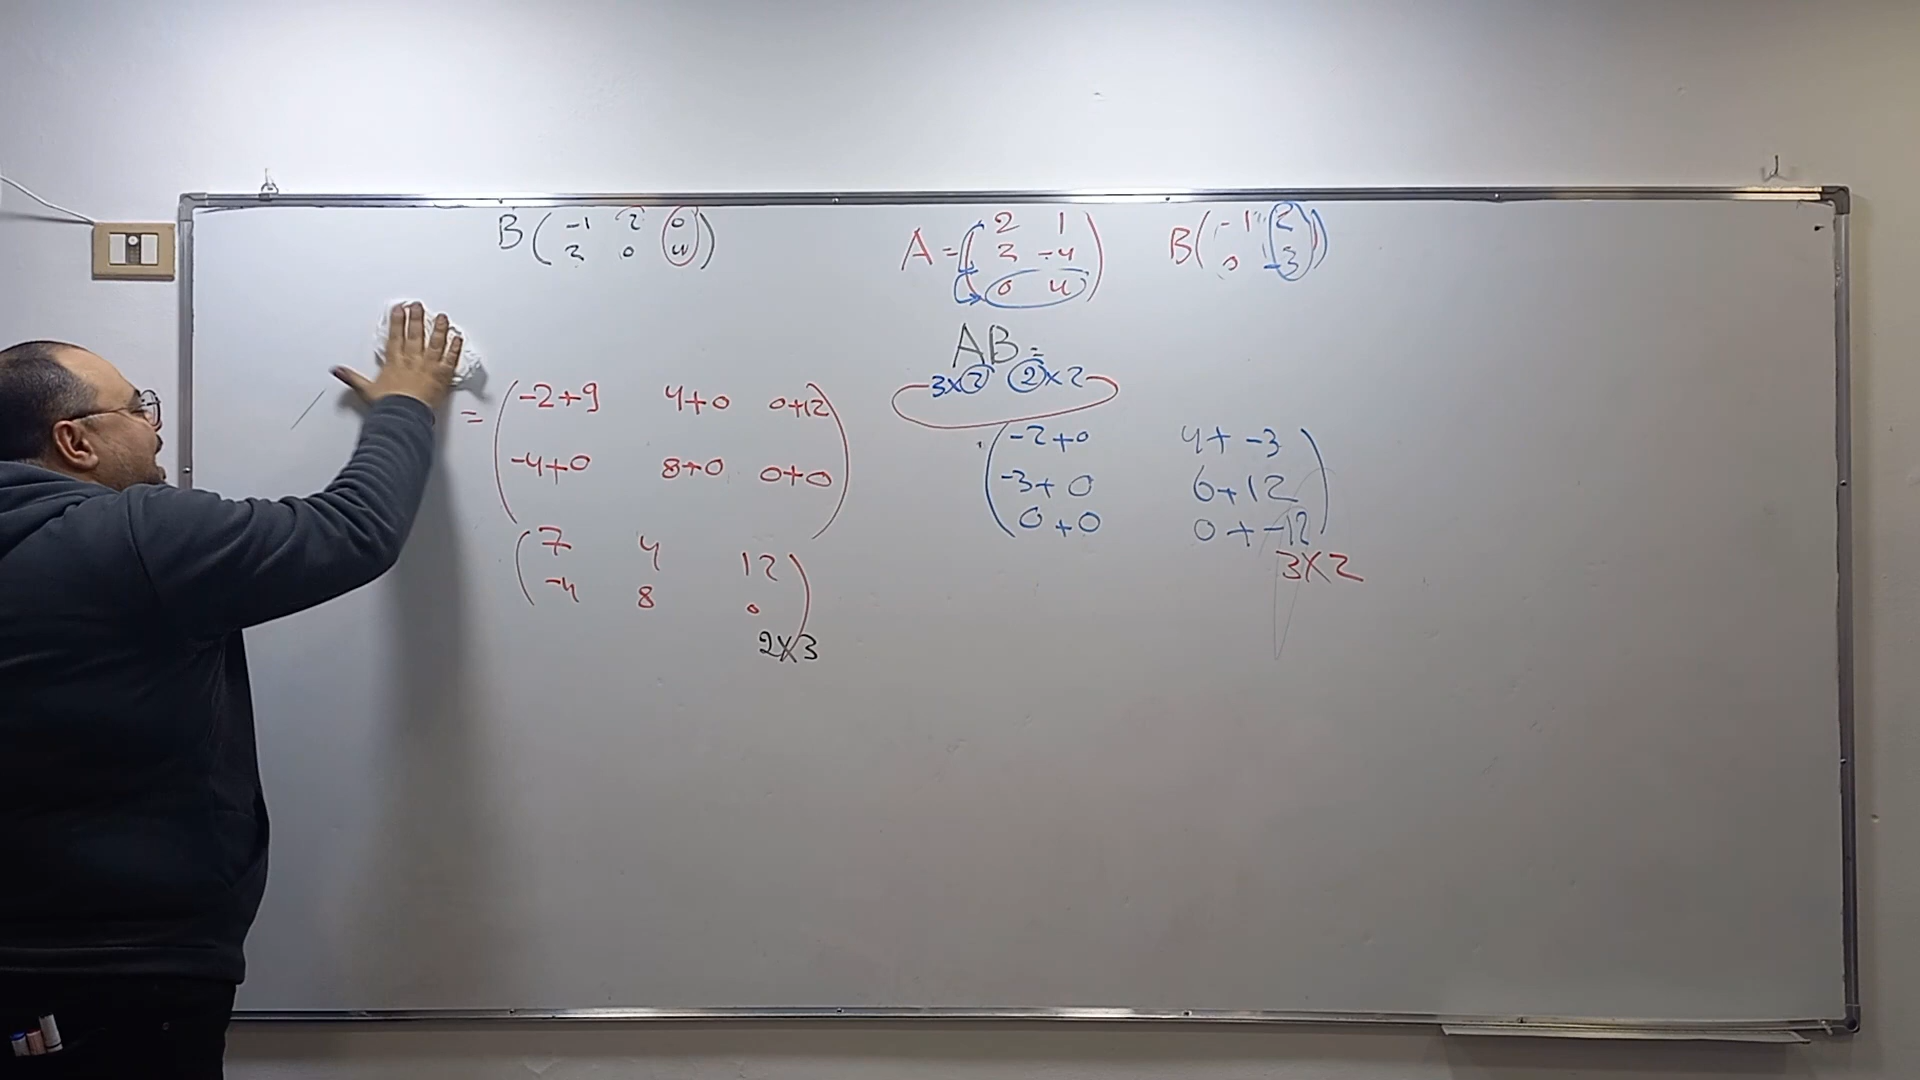 B ( -1 2 0
3 0 4 )
= ( -2+9 4+0 0+12
-4+0 8+0 0+0 )
( 7 4 12
-4 8 0 )
2×3
A = ( 2 1
3 -4
0 4 )
B ( -1 2
0 -3 )
AB =
3×2 2×2
( -2+0 4+ -3
-3+0 6+12
0+0 0+ -12 )
3×2